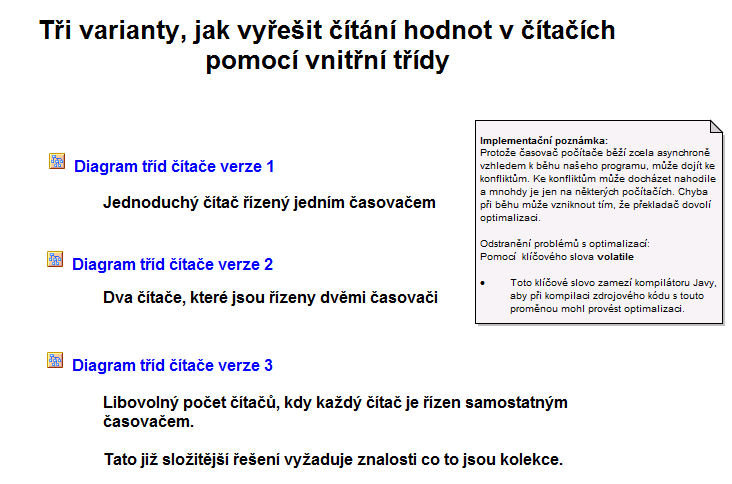 Tři varianty, jak vyřešit čítání hodnot v čítačích
pomocí vnitřní třídy
Diagram tříd čítače verze 1
Jednoduchý čítač řízený jedním časovačem
Diagram tříd čítače verze 2
Dva čítače, které jsou řízeny dvěmi časovači
Diagram tříd čítače verze 3
Libovolný počet čítačů, kdy každý čítač je řízen samostatným
časovačem.
Tato již složitější řešení vyžaduje znalosti co to jsou kolekce.
Implementační poznámka:
Protože časovač počítače běží zcela asynchroně
vzhledem k běhu našeho programu, může dojít ke
konfliktům. Ke konfliktům může docházet nahodile
a mnohdy je jen na některých počítačích. Chyba
při běhu může vzniknout tím, že překladač dovolí
optimalizaci.
Odstranění problémů s optimalizací:
Pomocí klíčového slova volatile
• Toto klíčové slovo zamezí kompilátoru Javy,
aby při kompilaci zdrojového kódu s touto
proměnou mohl provést optimalizaci.